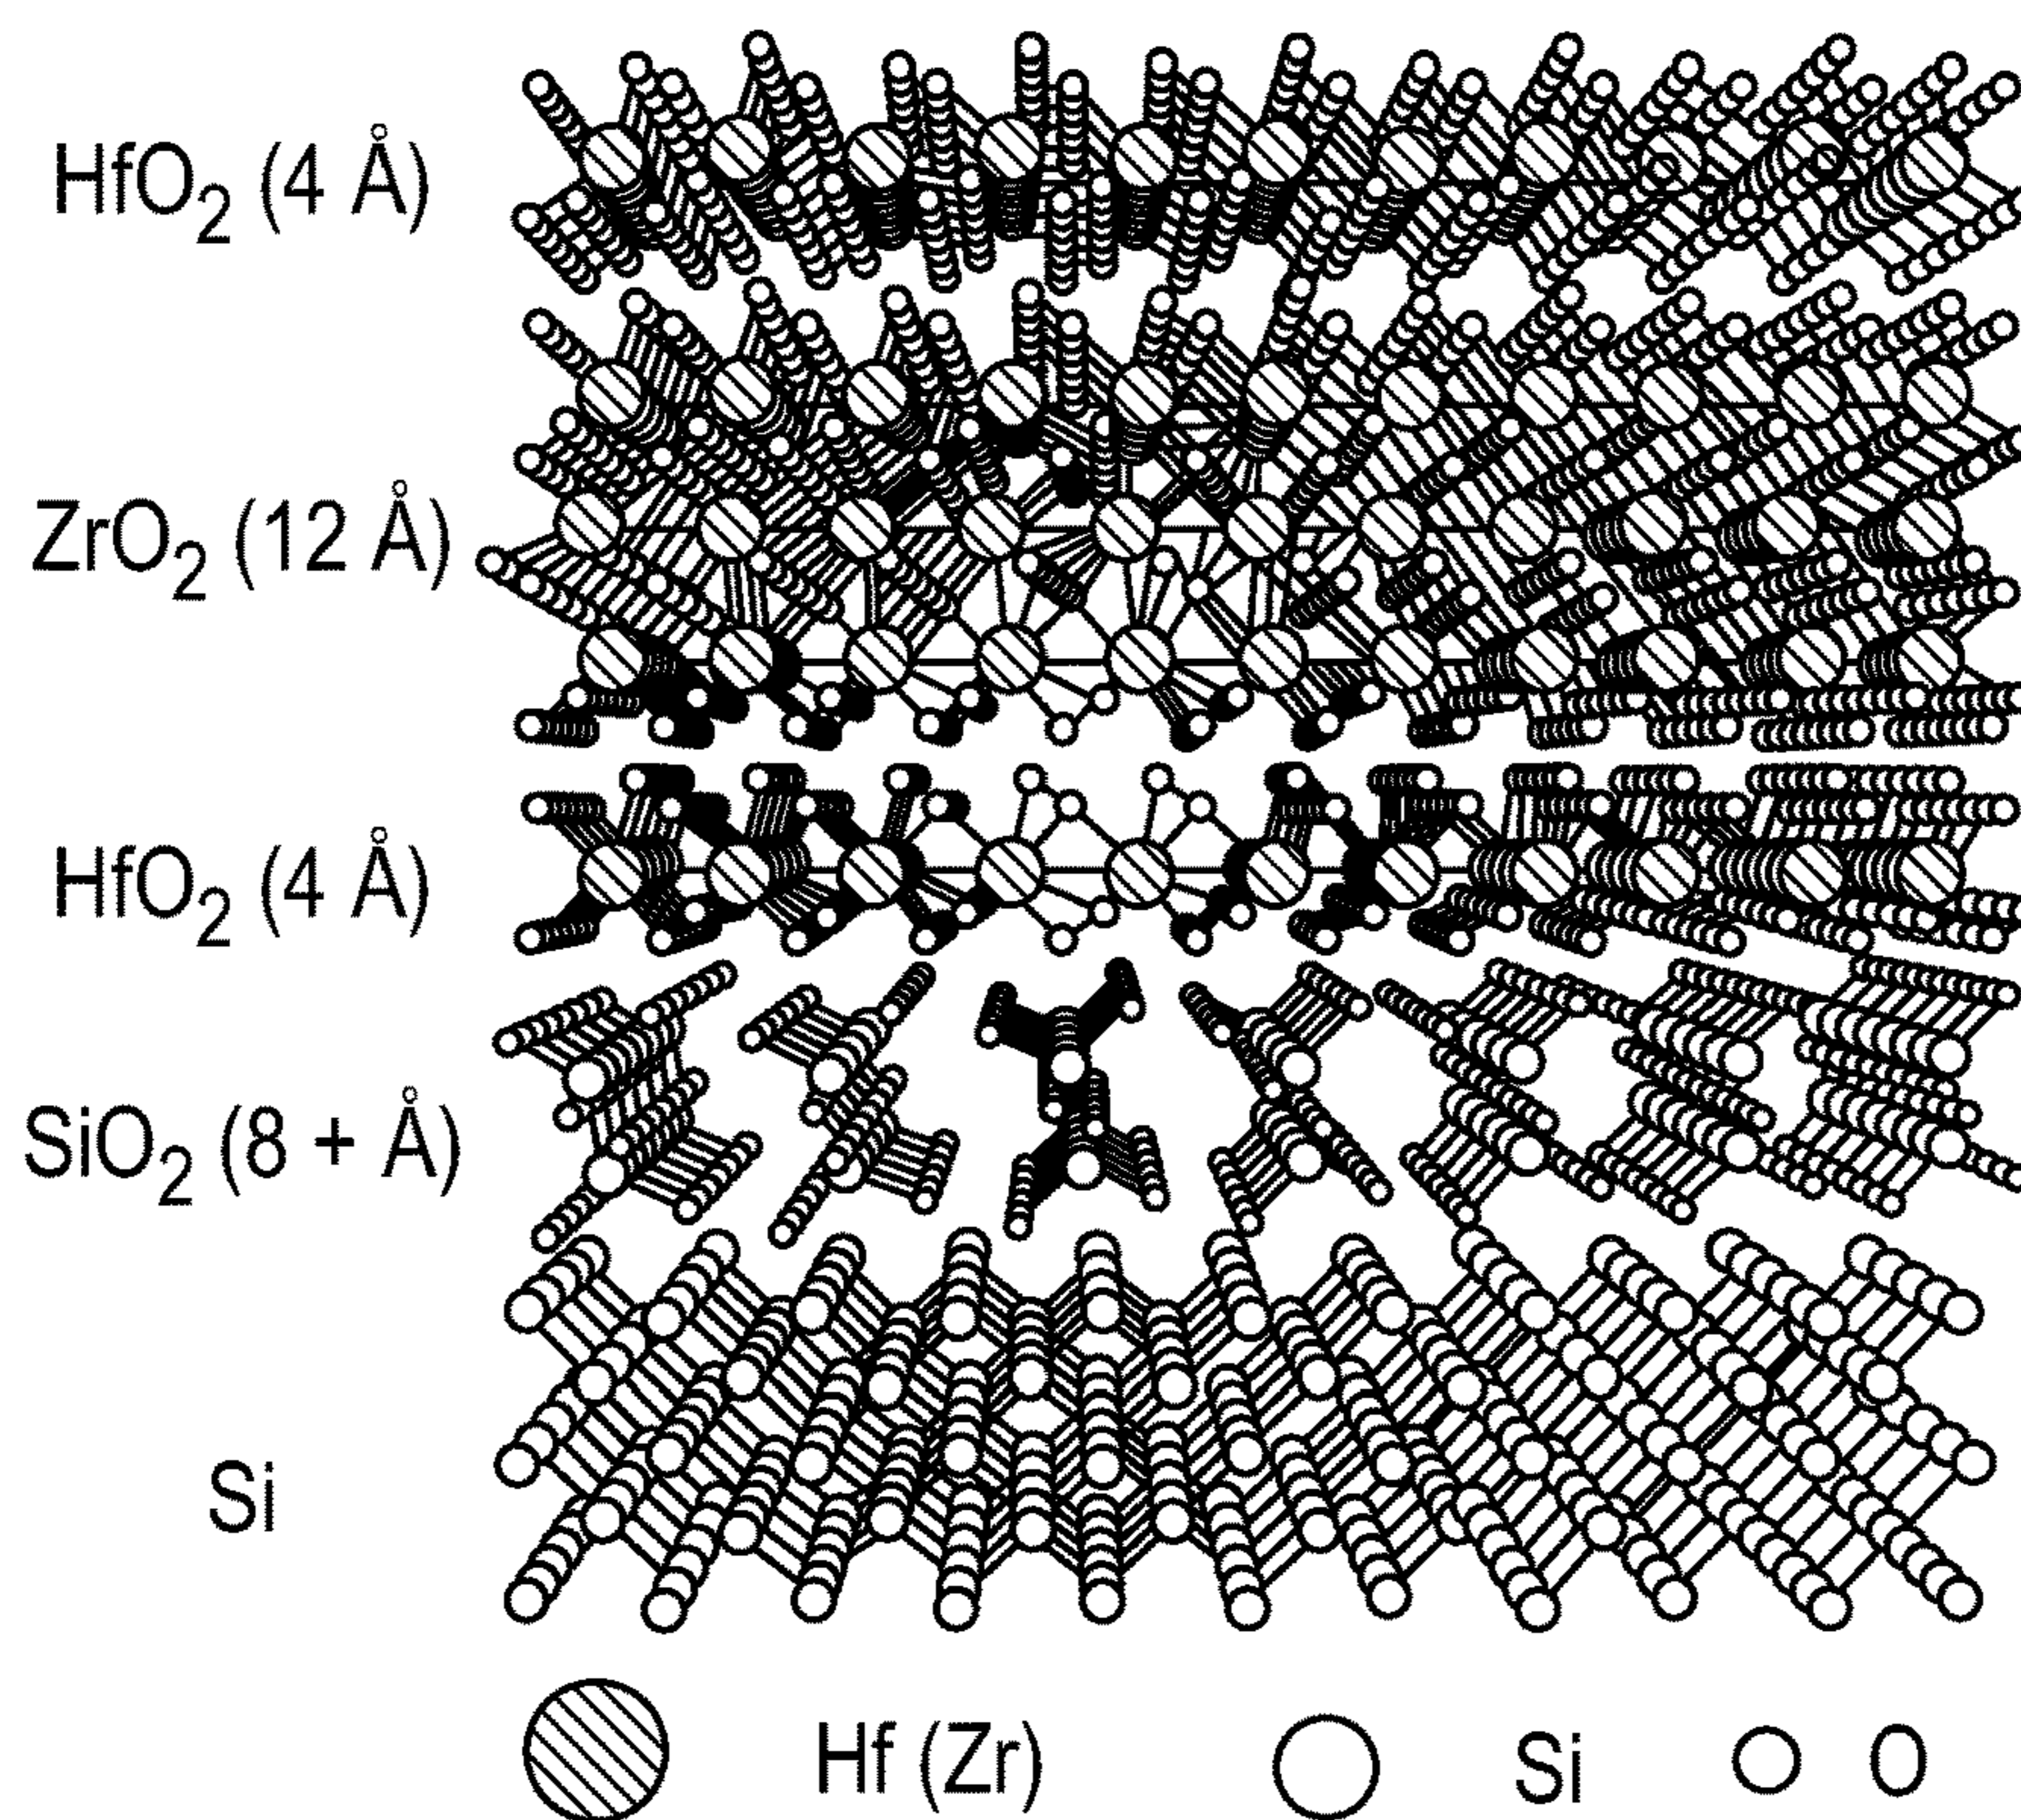 HfO₂ (4 Å)
ZrO₂ (12 Å)
HfO₂ (4 Å)
SiO₂ (8 + Å)
Si
Hf (Zr) Si O